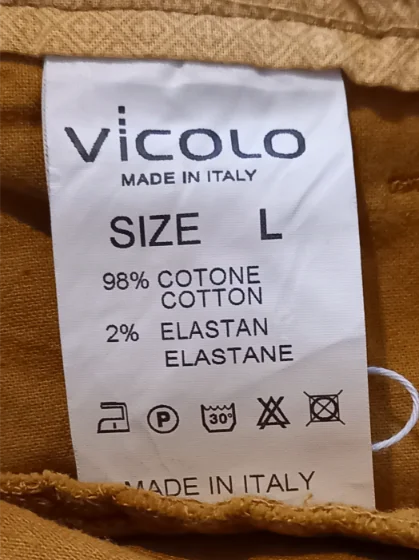 VICOLO
MADE IN ITALY
SIZE L
98% COTONE
COTTON
2% ELASTAN
ELASTANE
P 30°
MADE IN ITALY